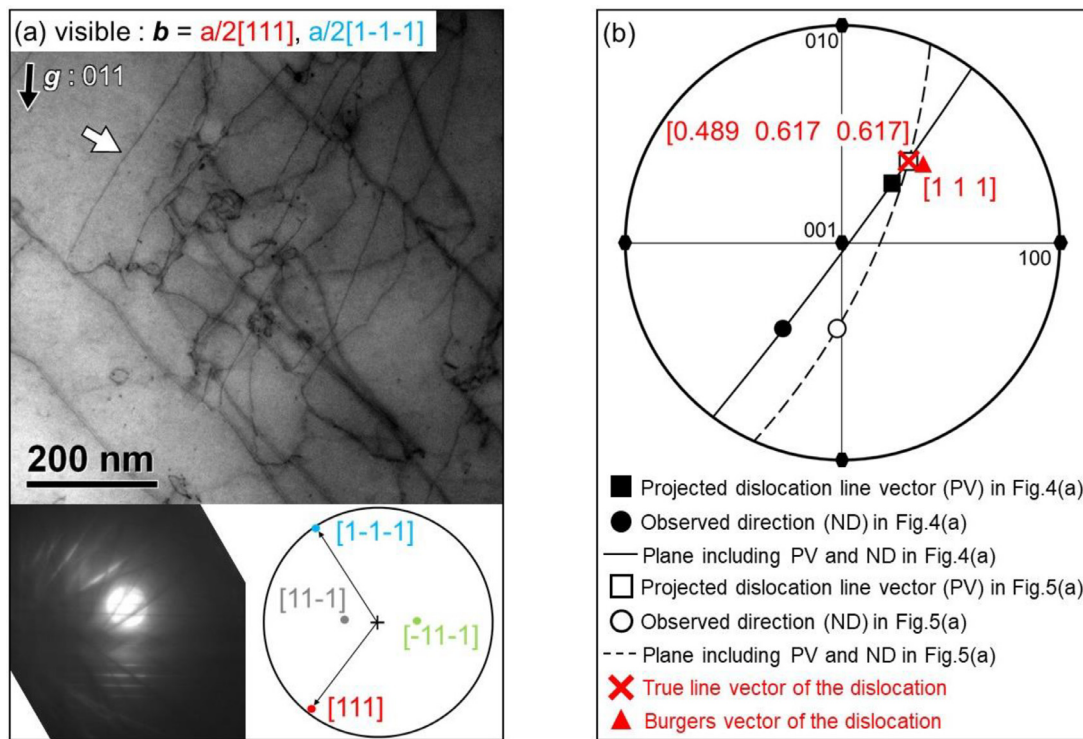 (a) visible : b = a/2[111], a/2[1-1-1]
g : 011
200 nm
[1-1-1]
[11-1]
[-11-1]
[111]
(b)
010
[0.489 0.617 0.617]
[1 1 1]
001
100
Projected dislocation line vector (PV) in Fig.4(a)
Observed direction (ND) in Fig.4(a)
Plane including PV and ND in Fig.4(a)
Projected dislocation line vector (PV) in Fig.5(a)
Observed direction (ND) in Fig.5(a)
Plane including PV and ND in Fig.5(a)
True line vector of the dislocation
Burgers vector of the dislocation